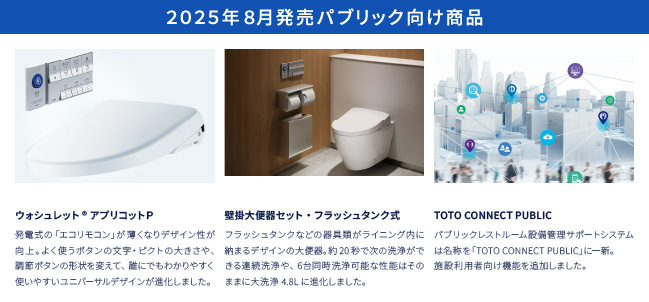 2025年8月発売パブリック向け商品
ウォシュレット®アプリコットP
発電式の「エコリモコン」が薄くなりデザイン性が
向上。よく使うボタンの文字・ピクトの大きさや、
調節ボタンの形状を変えて、誰にでもわかりやすく
使いやすいユニバーサルデザインが進化しました。
壁掛大便器セット・フラッシュタンク式
フラッシュタンクなどの器具類がライニング内に
納まるデザインの大便器。約20秒で次の洗浄がで
きる連続洗浄や、6台同時洗浄可能な性能はその
ままに大洗浄4.8Lに進化しました。
TOTO CONNECT PUBLIC
パブリックレストルーム設備管理サポートシステム
は名称を「TOTO CONNECT PUBLIC」に一新。
施設利用者向け機能を追加しました。